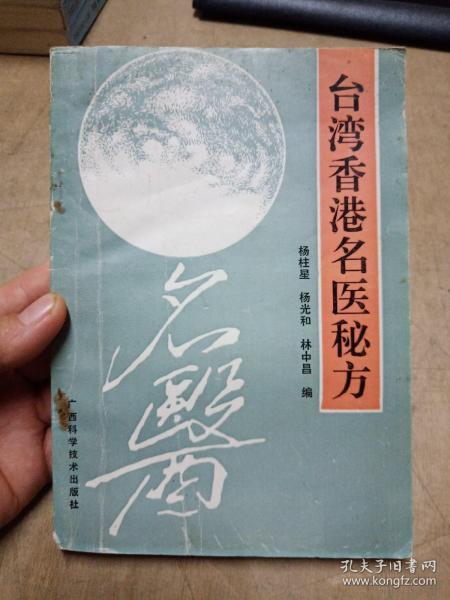 台湾香港名医秘方
杨柱星 杨光和 林中昌 编
名醫
广西科学技术出版社
孔夫子旧书网
www.kongfz.com